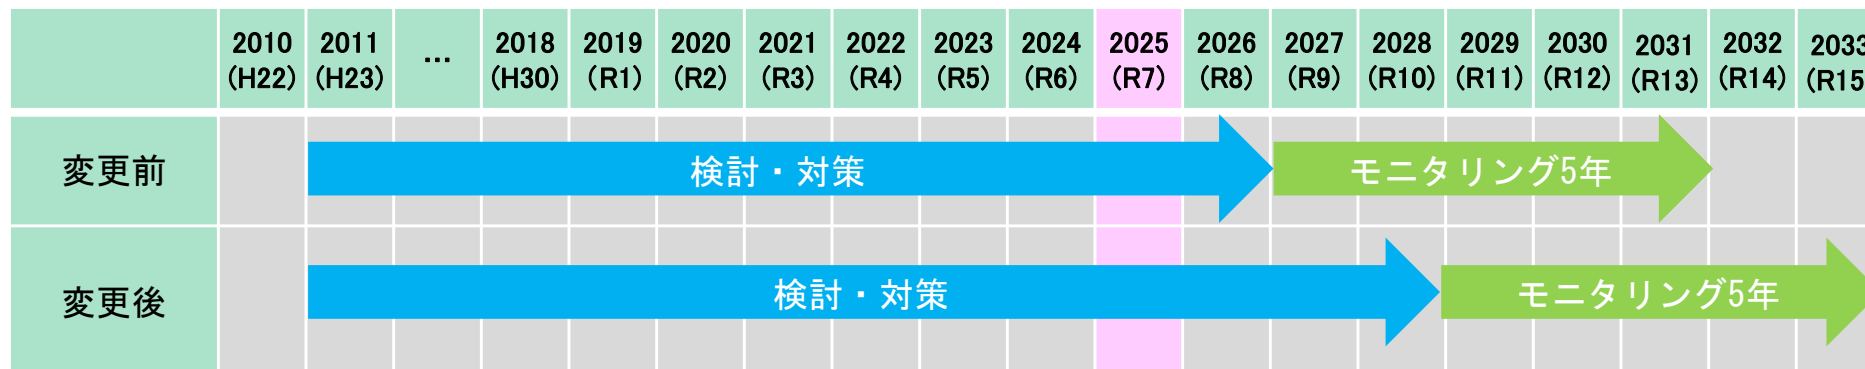 2010 2011 … 2018 2019 2020 2021 2022 2023 2024 2025 2026 2027 2028 2029 2030 2031 2032 2033
(H22) (H23) (H30) (R1) (R2) (R3) (R4) (R5) (R6) (R7) (R8) (R9) (R10) (R11) (R12) (R13) (R14) (R15
変更前 検討・対策 モニタリング5年
変更後 検討・対策 モニタリング5年